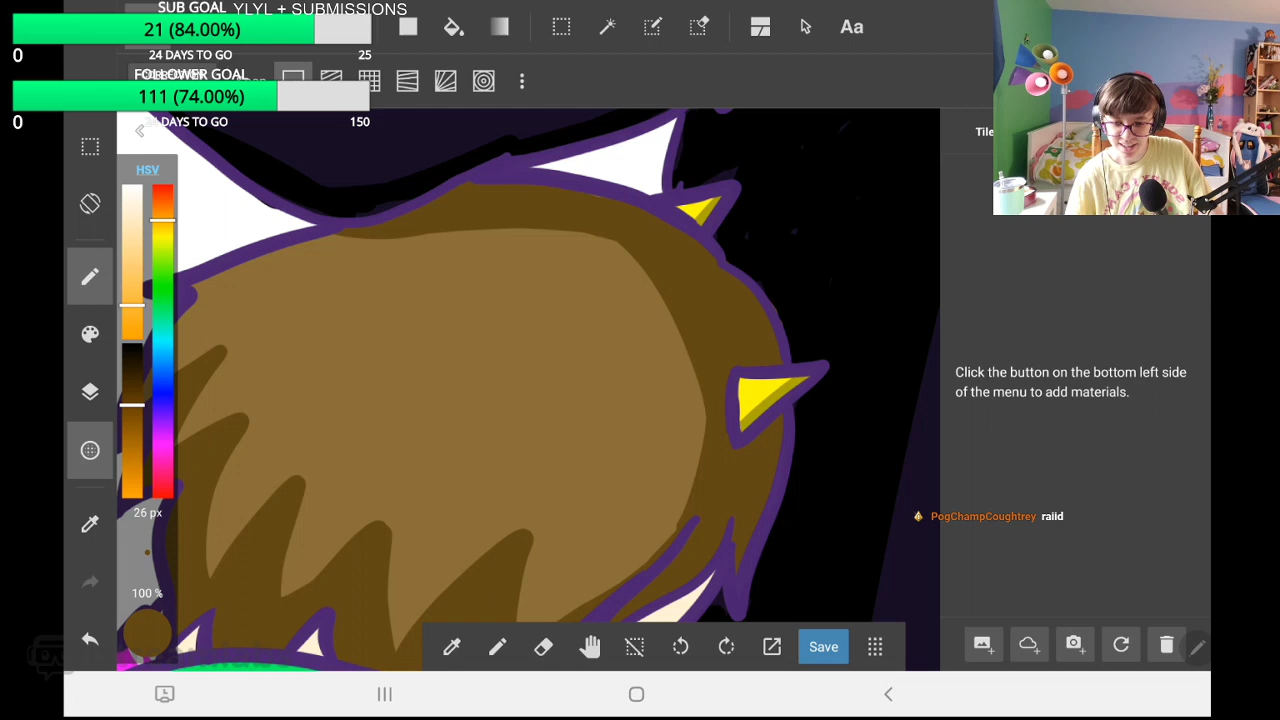 SUB GOAL
YLYL + SUBMISSIONS
21 (84.00%)
0
24 DAYS TO GO
25
FOLLOWER GOAL
111 (74.00%)
0
DAYS TO GO
150
Aa
HSV
26 px
100 %
Tile
Click the button on the bottom left side
of the menu to add materials.
PogChampCoughtrey raiid
Save